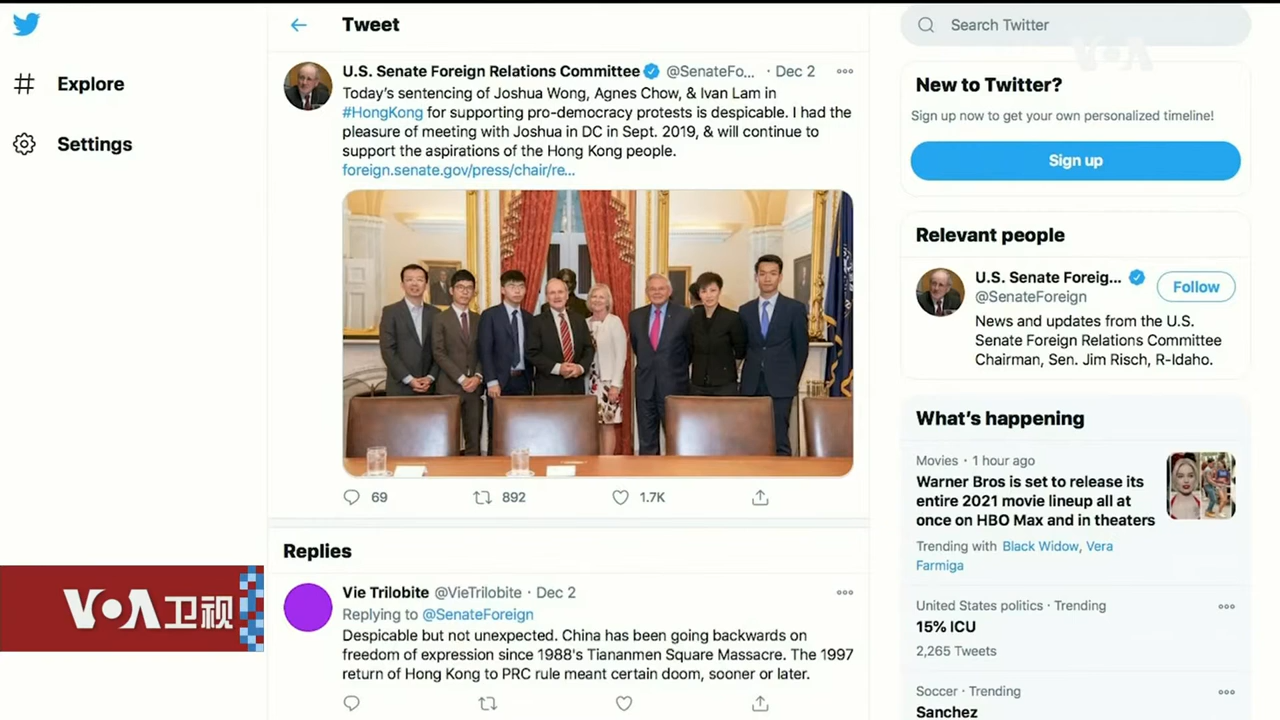 Tweet
Search Twitter
VOA
Explore
Settings
U.S. Senate Foreign Relations Committee @SenateFo... · Dec 2
Today's sentencing of Joshua Wong, Agnes Chow, & Ivan Lam in
#HongKong for supporting pro-democracy protests is despicable. I had the
pleasure of meeting with Joshua in DC in Sept. 2019, & will continue to
support the aspirations of the Hong Kong people.
foreign.senate.gov/press/chair/re...
69
892
1.7K
Replies
Vie Trilobite @VieTrilobite · Dec 2
Replying to @SenateForeign
Despicable but not unexpected. China has been going backwards on
freedom of expression since 1988's Tiananmen Square Massacre. The 1997
return of Hong Kong to PRC rule meant certain doom, sooner or later.
New to Twitter?
Sign up now to get your own personalized timeline!
Sign up
Relevant people
U.S. Senate Foreig...
@SenateForeign
Follow
News and updates from the U.S.
Senate Foreign Relations Committee
Chairman, Sen. Jim Risch, R-Idaho.
What's happening
Movies · 1 hour ago
Warner Bros is set to release its
entire 2021 movie lineup all at
once on HBO Max and in theaters
Trending with Black Widow, Vera
Farmiga
United States politics · Trending
15% ICU
2,265 Tweets
Soccer · Trending
Sanchez
VOA卫视